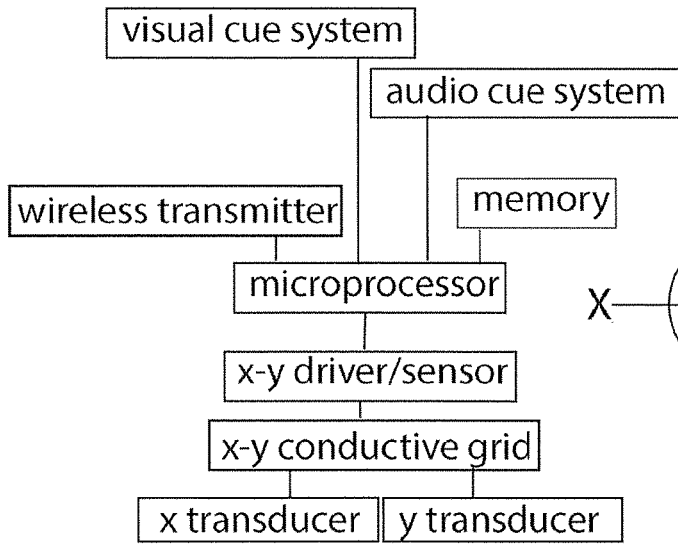 visual cue system
audio cue system
wireless transmitter
memory
microprocessor
X
x-y driver/sensor
x-y conductive grid
x transducer
y transducer